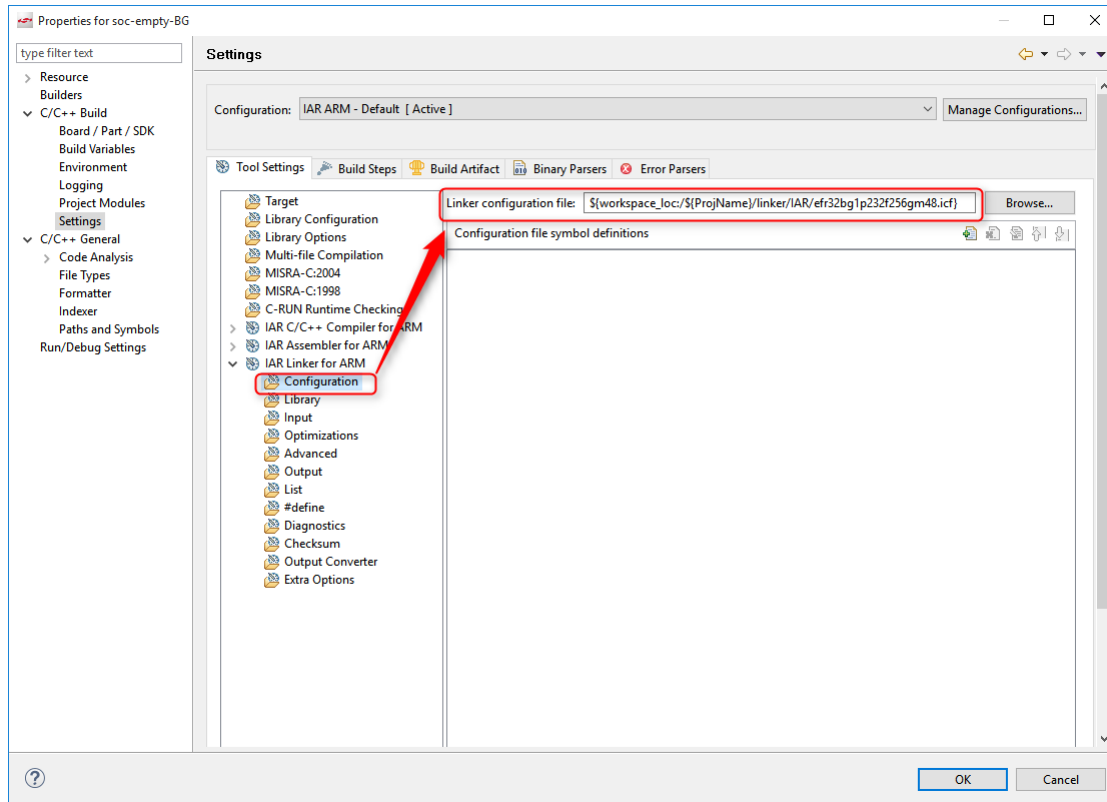 Properties for soc-empty-BG
type filter text
Settings
Resource
Builders
C/C++ Build
Board / Part / SDK
Build Variables
Environment
Logging
Project Modules
Settings
C/C++ General
Code Analysis
File Types
Formatter
Indexer
Paths and Symbols
Run/Debug Settings
Configuration: IAR ARM - Default [ Active ] Manage Configurations...
Tool Settings Build Steps Build Artifact Binary Parsers Error Parsers
Target
Library Configuration
Library Options
Multi-file Compilation
MISRA-C:2004
MISRA-C:1998
C-RUN Runtime Checking
IAR C/C++ Compiler for ARM
IAR Assembler for ARM
IAR Linker for ARM
Configuration
Library
Input
Optimizations
Advanced
Output
List
#define
Diagnostics
Checksum
Output Converter
Extra Options
Linker configuration file: ${workspace_loc:/${ProjName}/linker/IAR/efr32bg1p232f256gm48.icf} Browse...
Configuration file symbol definitions
OK Cancel